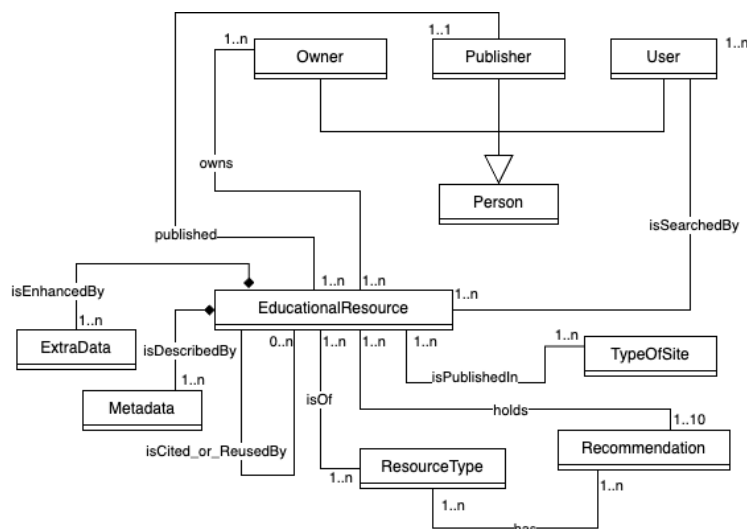 1..n
1..1
1..n
Owner
Publisher
User
owns
Person
published
isSearchedBy
isEnhancedBy
1..n
1..n
1..n
EducationalResource
1..n
ExtraData
isDescribedBy
0..n
1..n
1..n
1..n
1..n
TypeOfSite
isPublishedIn
1..n
Metadata
isOf
holds
1..10
isCited_or_ReusedBy
ResourceType
Recommendation
1..n
1..n
1..n
has